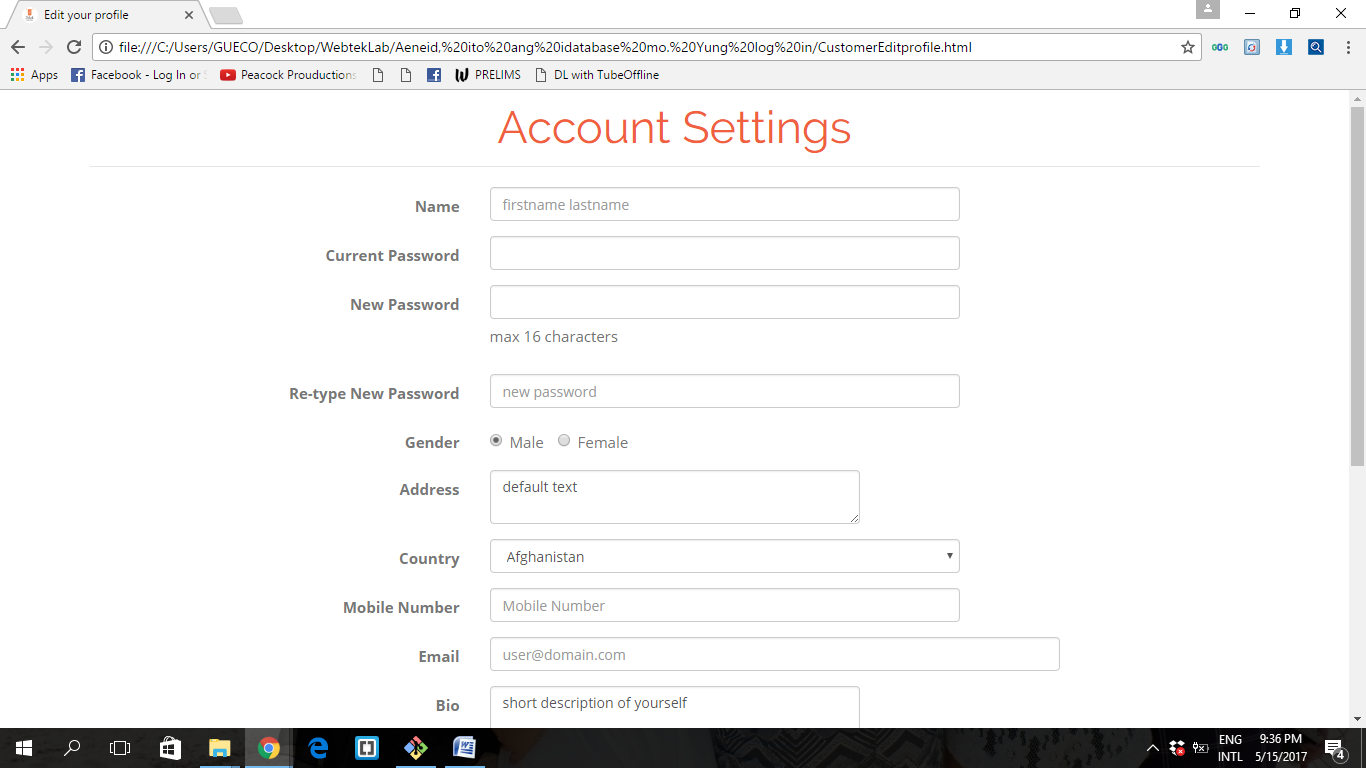 Edit your profile
file:///C:/Users/GUECO/Desktop/WebtekLab/Aeneid,%20ito%20ang%20idatabase%20mo.%20Yung%20log%20in/CustomerEditprofile.html
Apps Facebook - Log In or Peacock Prouductions PRELIMS DL with TubeOffline
Account Settings
Name firstname lastname
Current Password
New Password
max 16 characters
Re-type New Password new password
Gender Male Female
Address default text
Country Afghanistan
Mobile Number Mobile Number
Email user@domain.com
Bio short description of yourself
ENG 9:36 PM
INTL 5/15/2017 4